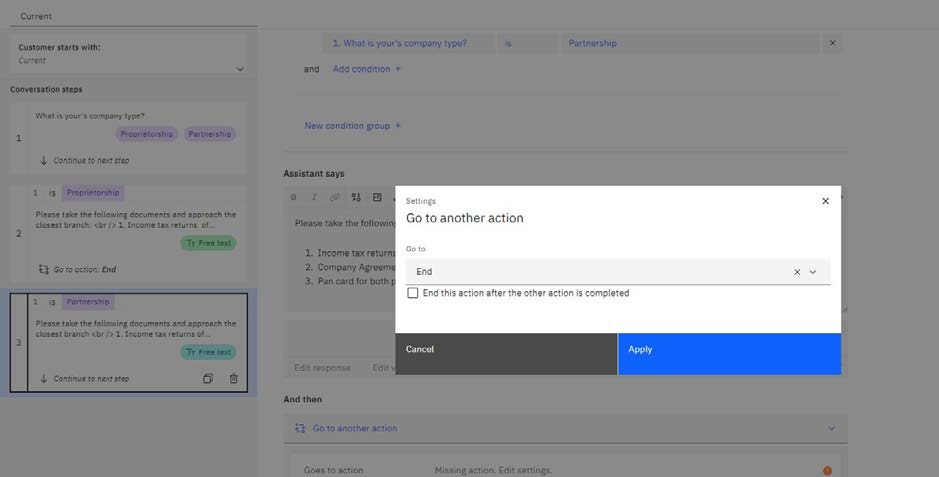 Current
Customer starts with:
Current
Conversation steps
1
What is your's company type?
Proprietorship Partnership
Continue to next step
2
1 is Proprietorship
Please take the following documents and approach the
closest branch: <br /> 1. Income tax returns of...
Tт Free text
Go to action: End
3
1 is Partnership
Please take the following documents and approach the
closest branch <br /> 1. Income tax returns of...
Tт Free text
Continue to next step
1. What is your's company type? is Partnership
and Add condition +
New condition group +
Assistant says
B I
Please take the following
1. Income tax returns
2. Company Agreeme
3. Pan card for both p
Edit response Edit v
And then
Go to another action
Goes to action Missing action. Edit settings.
Settings
Go to another action
Go to
End
End this action after the other action is completed
Cancel Apply